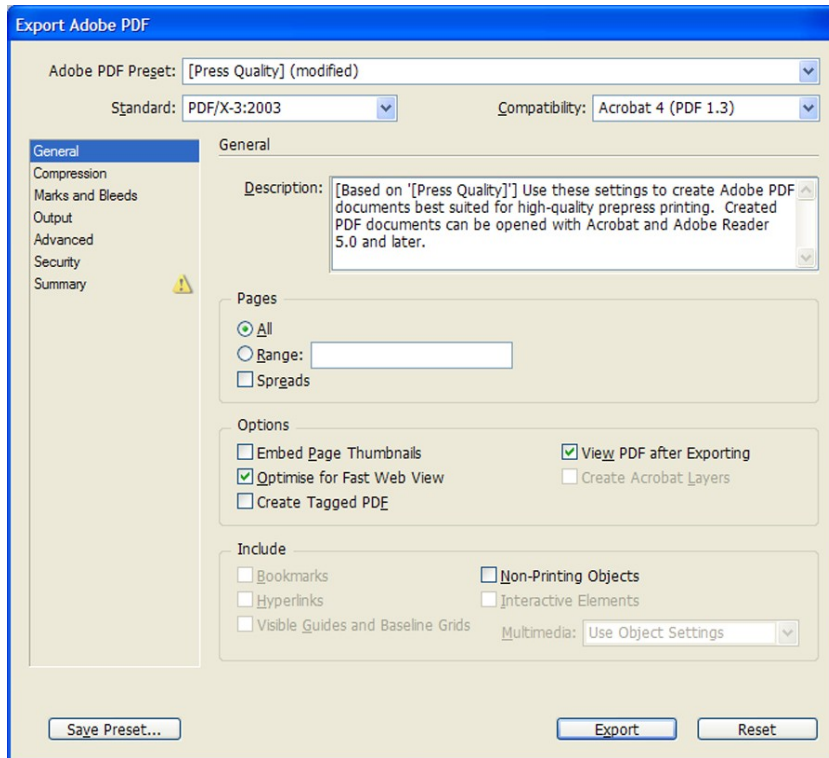 Export Adobe PDF
Adobe PDF Preset: [Press Quality] (modified)
Standard: PDF/X-3:2003 Compatibility: Acrobat 4 (PDF 1.3)
General
Compression
Marks and Bleeds
Output
Advanced
Security
Summary
General
Description: [Based on '[Press Quality]'] Use these settings to create Adobe PDF
documents best suited for high-quality prepress printing. Created
PDF documents can be opened with Acrobat and Adobe Reader
5.0 and later.
Pages
All
Range:
Spreads
Options
Embed Page Thumbnails View PDF after Exporting
Optimise for Fast Web View Create Acrobat Layers
Create Tagged PDF
Include
Bookmarks Non-Printing Objects
Hyperlinks Interactive Elements
Visible Guides and Baseline Grids Multimedia: Use Object Settings
Save Preset... Export Reset